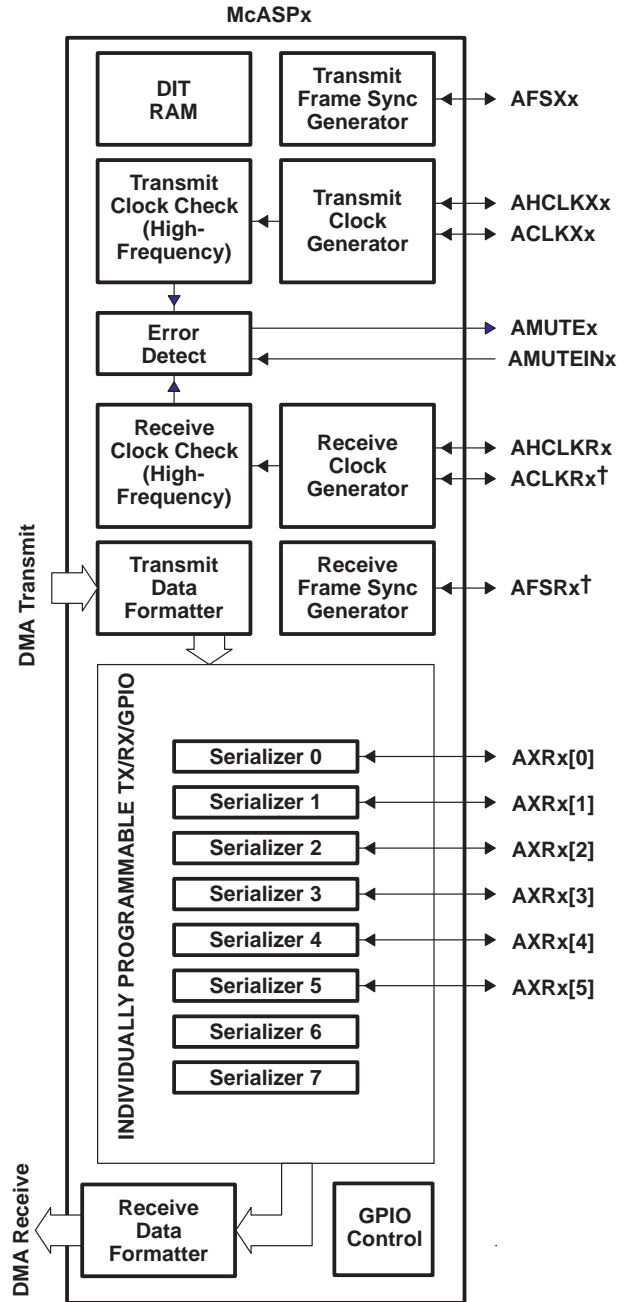 McASPx
DIT
RAM
Transmit
Frame Sync
Generator
AFSXx
Transmit
Clock Check
(High-
Frequency)
Transmit
Clock
Generator
AHCLKXx
ACLKXx
Error
Detect
AMUTEx
AMUTEINx
Receive
Clock Check
(High-
Frequency)
Receive
Clock
Generator
AHCLKRx
ACLKRx†
DMA Transmit
Transmit
Data
Formatter
Receive
Frame Sync
Generator
AFSRx†
INDIVIDUALLY PROGRAMMABLE TX/RX/GPIO
Serializer 0
AXRx[0]
Serializer 1
AXRx[1]
Serializer 2
AXRx[2]
Serializer 3
AXRx[3]
Serializer 4
AXRx[4]
Serializer 5
AXRx[5]
Serializer 6
Serializer 7
DMA Receive
Receive
Data
Formatter
GPIO
Control